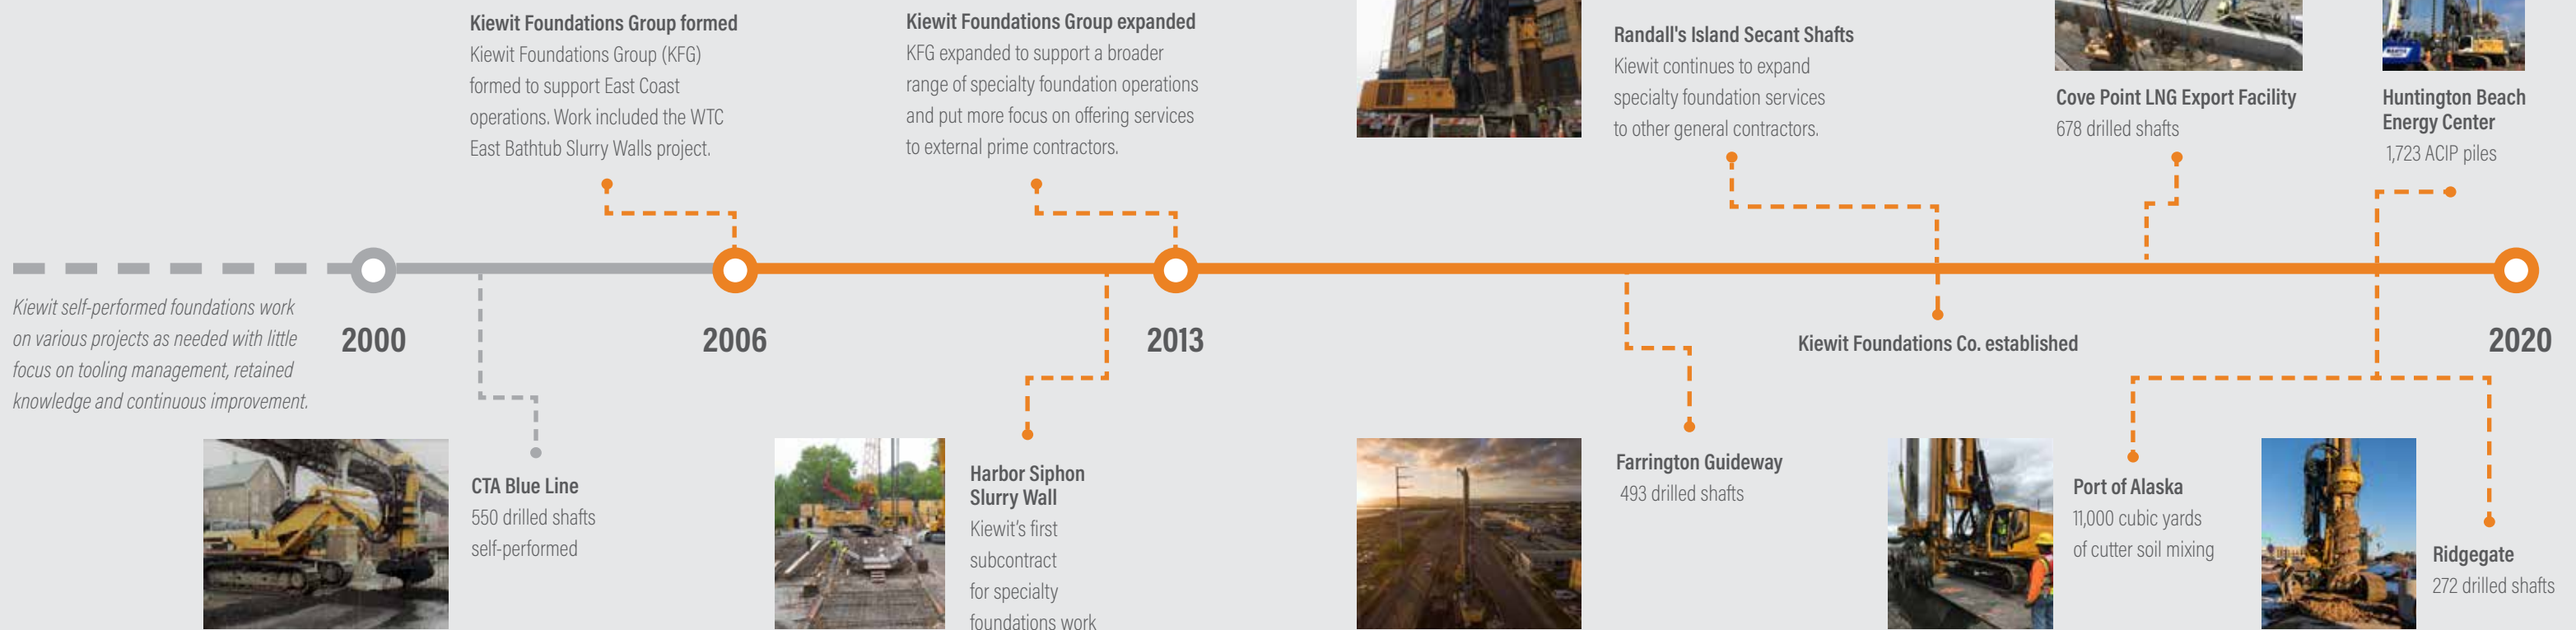 Kiewit Foundations Group formed
Kiewit Foundations Group (KFG)
formed to support East Coast
operations. Work included the WTC
East Bathtub Slurry Walls project.
Kiewit Foundations Group expanded
KFG expanded to support a broader
range of specialty foundation operations
and put more focus on offering services
to external prime contractors.
Randall's Island Secant Shafts
Kiewit continues to expand
specialty foundation services
to other general contractors.
Cove Point LNG Export Facility
678 drilled shafts
Huntington Beach
Energy Center
1,723 ACIP piles
Kiewit self-performed foundations work
on various projects as needed with little
focus on tooling management, retained
knowledge and continuous improvement.
2000
2006
2013
Kiewit Foundations Co. established
2020
CTA Blue Line
550 drilled shafts
self-performed
Harbor Siphon
Slurry Wall
Kiewit's first
subcontract
for specialty
foundations work
Farrington Guideway
493 drilled shafts
Port of Alaska
11,000 cubic yards
of cutter soil mixing
Ridgegate
272 drilled shafts